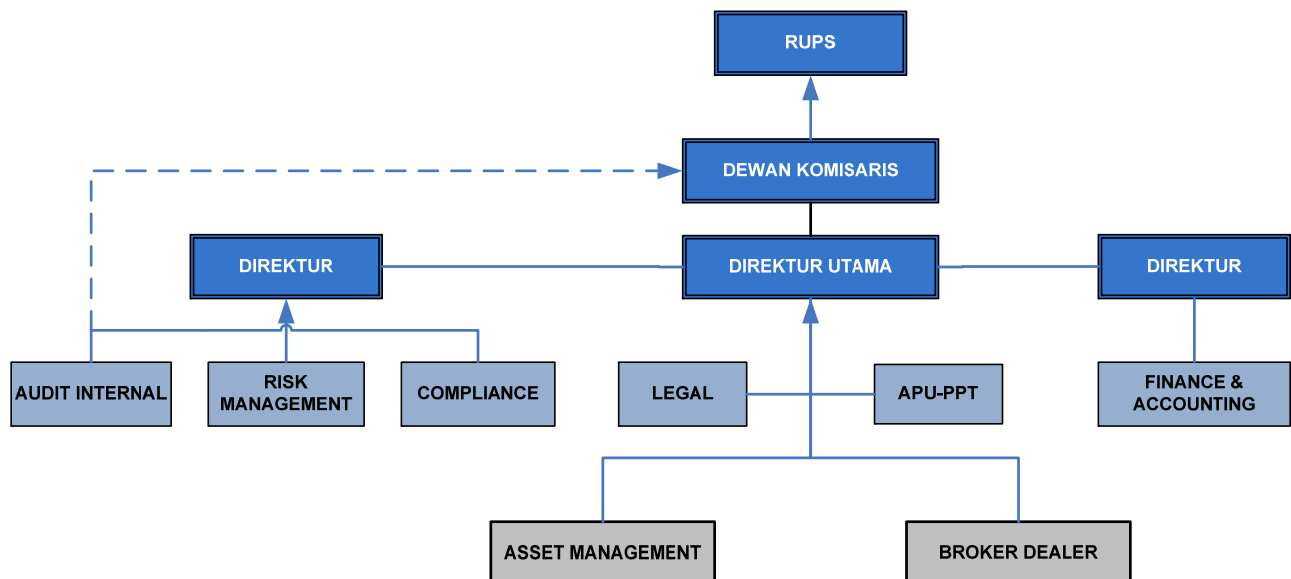 RUPS
DEWAN KOMISARIS
DIREKTUR
DIREKTUR UTAMA
DIREKTUR
AUDIT INTERNAL
RISK
MANAGEMENT
COMPLIANCE
LEGAL
APU-PPT
FINANCE &
ACCOUNTING
ASSET MANAGEMENT
BROKER DEALER